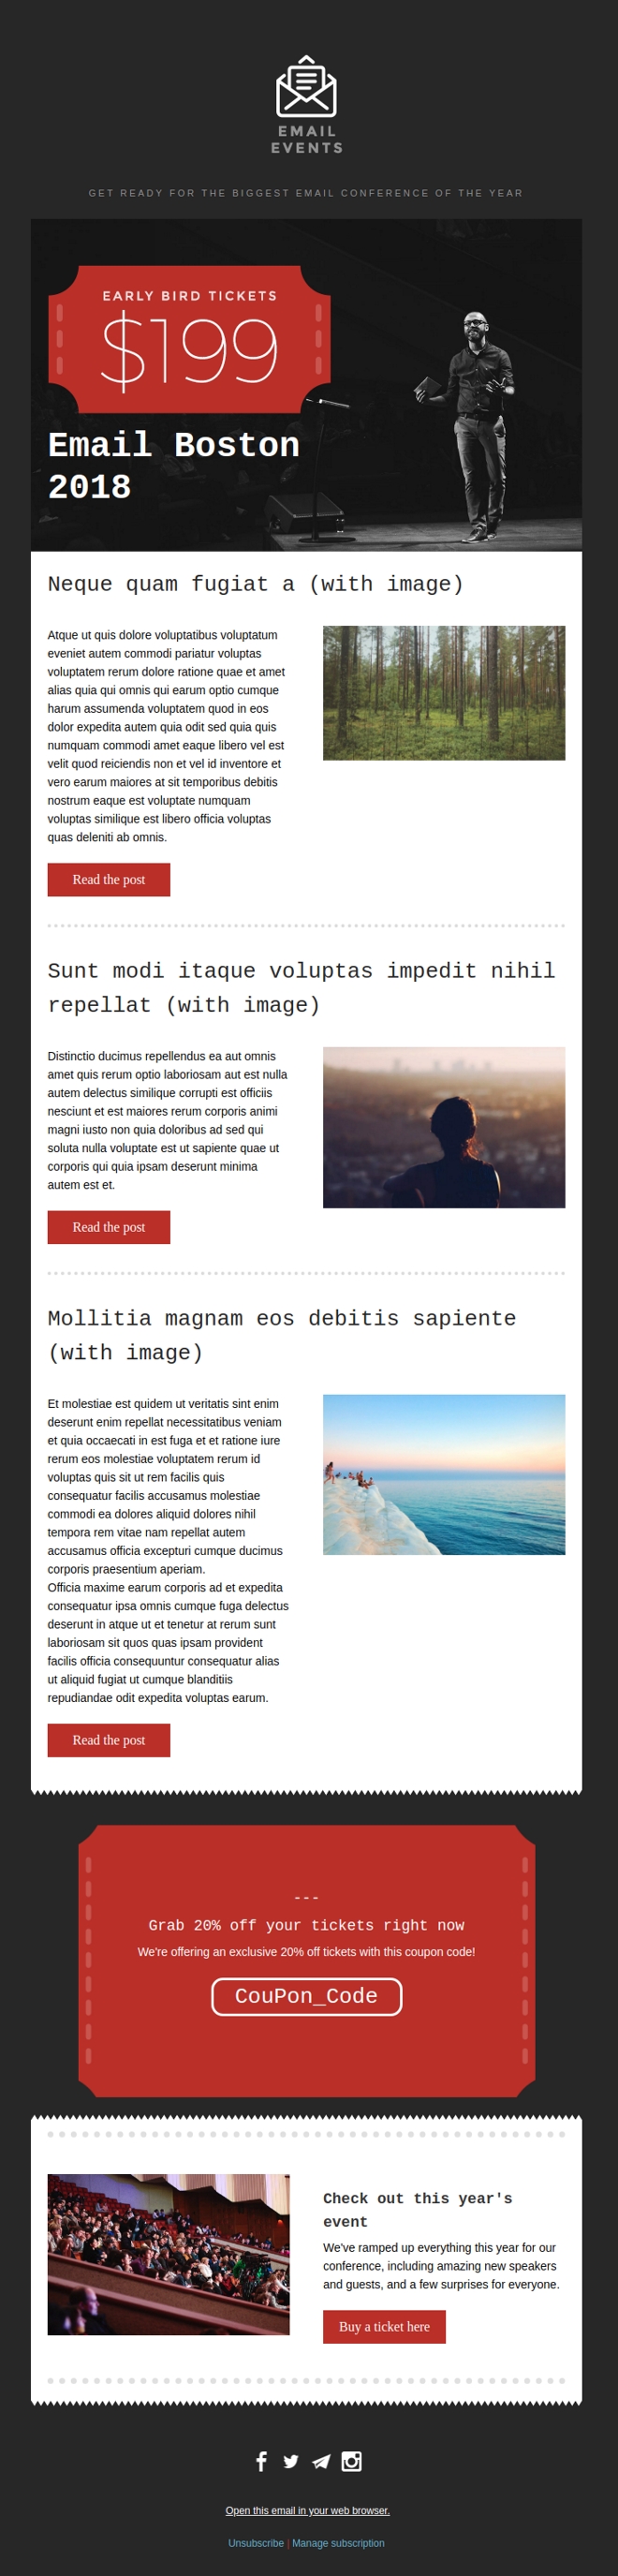 EMAIL
EVENTS
GET READY FOR THE BIGGEST EMAIL CONFERENCE OF THE YEAR
EARLY BIRD TICKETS
$199
Email Boston
2018
Neque quam fugiat a (with image)
Atque ut quis dolore voluptatibus voluptatum
eveniet autem commodi pariatur voluptas
voluptatem rerum dolore ratione quae et amet
alias quia qui omnis qui earum optio cumque
harum assumenda voluptatem quod in eos
dolor expedita autem quia odit sed quia quis
numquam commodi amet eaque libero vel est
velit quod reiciendis non et vel id inventore et
vero earum maiores at sit temporibus debitis
nostrum eaque est voluptate numquam
voluptas similique est libero officia voluptas
quas deleniti ab omnis.
Read the post
Sunt modi itaque voluptas impedit nihil
repellat (with image)
Distinctio ducimus repellendus ea aut omnis
amet quis rerum optio laboriosam aut est nulla
autem delectus similique corrupti est officiis
nesciunt et est maiores rerum corporis animi
magni iusto non quia doloribus ad sed qui
soluta nulla voluptate est ut sapiente quae ut
corporis qui quia ipsam deserunt minima
autem est et.
Read the post
Mollitia magnam eos debitis sapiente
(with image)
Et molestiae est quidem ut veritatis sint enim
deserunt enim repellat necessitatibus veniam
et quia occaecati in est fuga et et ratione iure
rerum eos molestiae voluptatem rerum id
voluptas quis sit ut rem facilis quis
consequatur facilis accusamus molestiae
commodi ea dolores aliquid dolores nihil
tempora rem vitae nam repellat autem
accusamus officia excepturi cumque ducimus
corporis praesentium aperiam.
Officia maxime earum corporis ad et expedita
consequatur ipsa omnis cumque fuga delectus
deserunt in atque ut et tenetur at rerum sunt
laboriosam sit quos quas ipsam provident
facilis officia consequuntur consequatur alias
ut aliquid fugiat ut cumque blanditiis
repudiandae odit expedita voluptas earum.
Read the post
---
Grab 20% off your tickets right now
We're offering an exclusive 20% off tickets with this coupon code!
CouPon_Code
Check out this year's
event
We've ramped up everything this year for our
conference, including amazing new speakers
and guests, and a few surprises for everyone.
Buy a ticket here
Open this email in your web browser.
Unsubscribe | Manage subscription